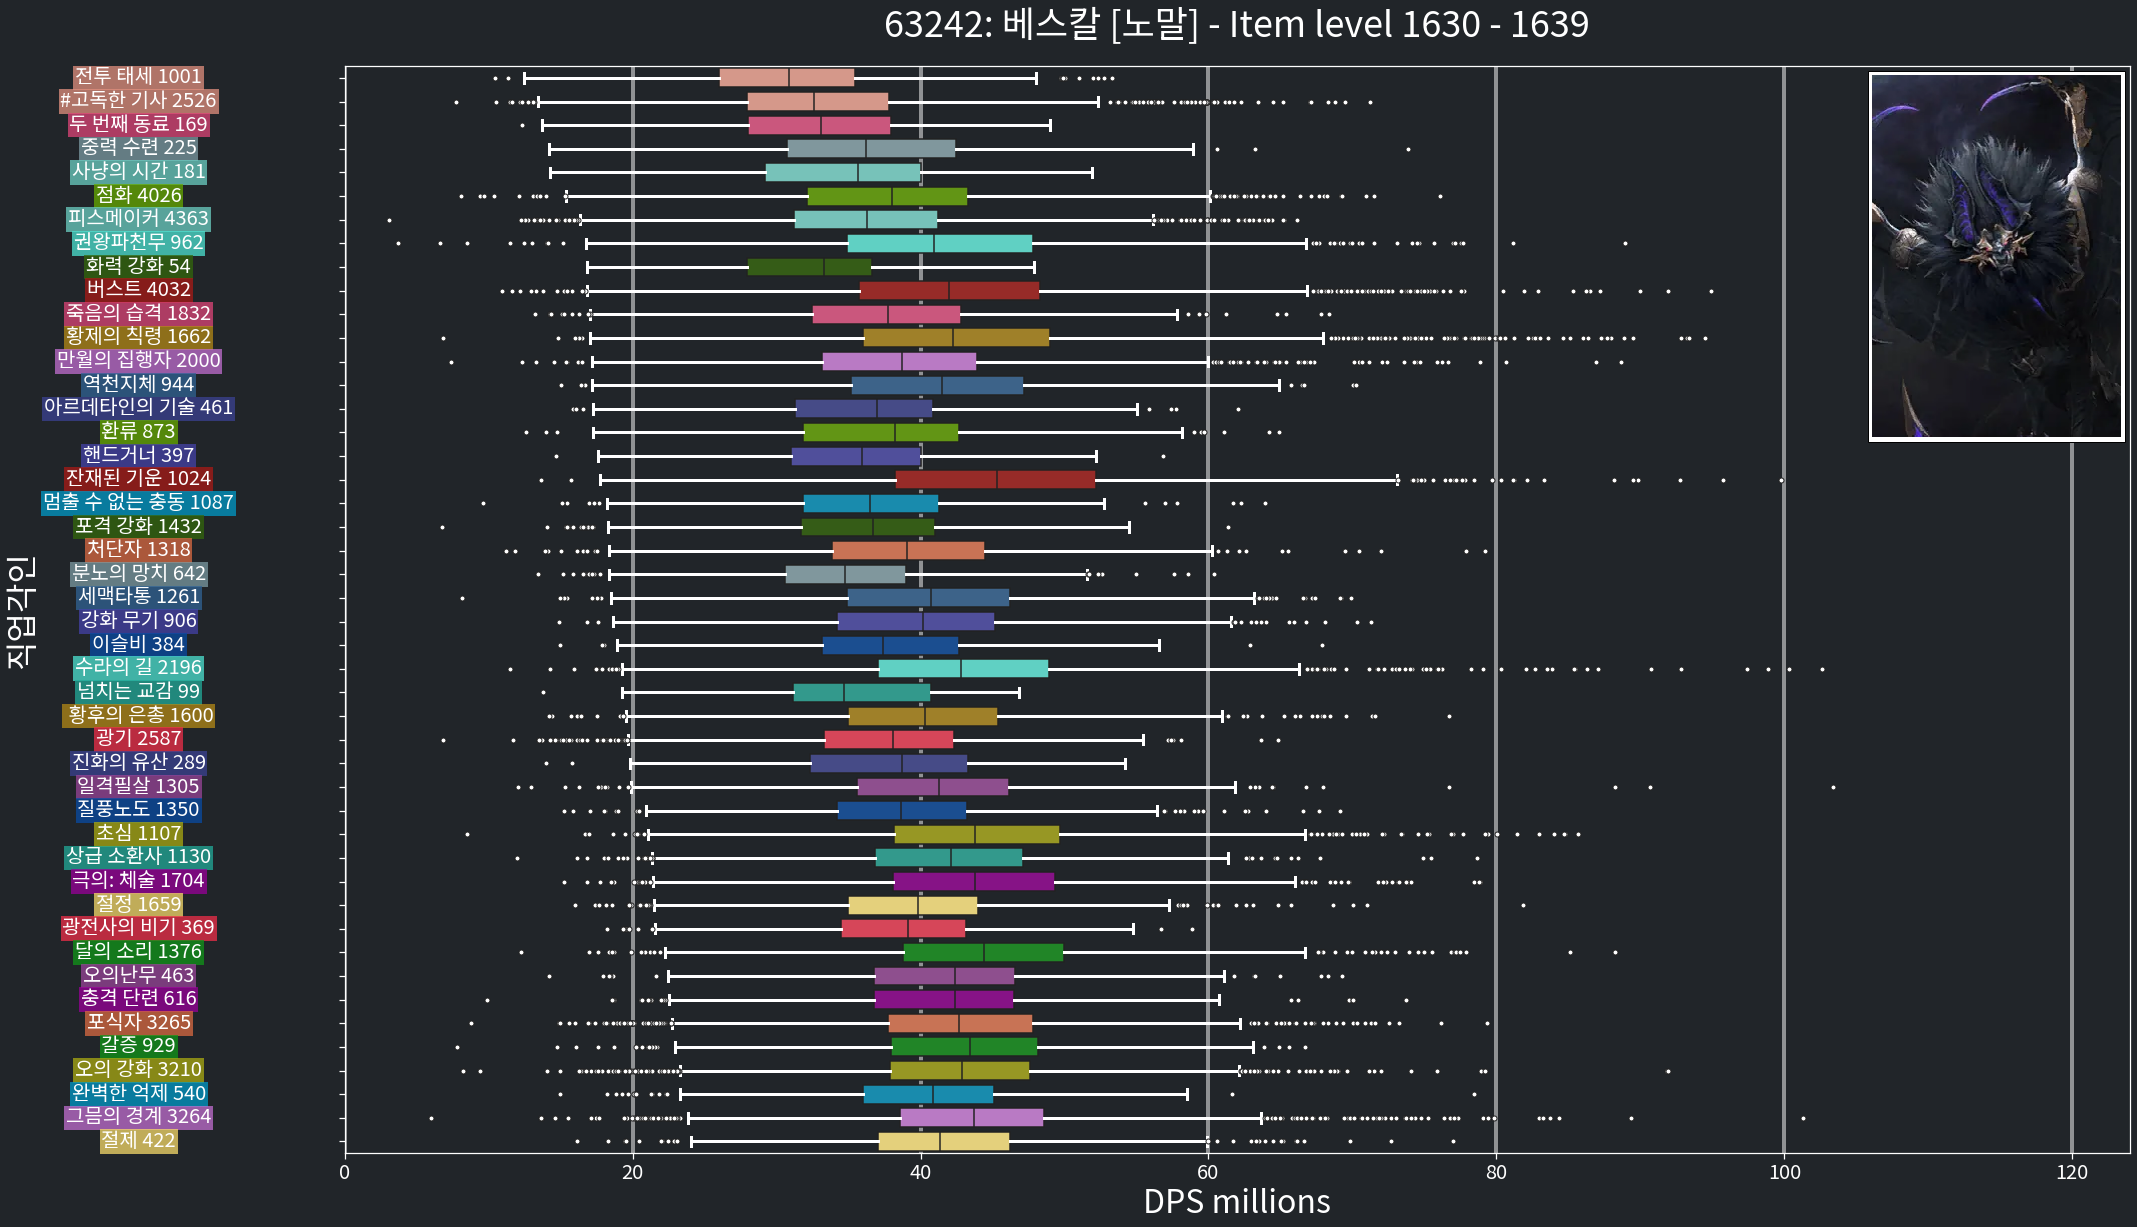 63242: 베스칼 [노말] - Item level 1630 - 1639
전투 태세 1001
#고독한 기사 2526
두 번째 동료 169
중력 수련 225
사냥의 시간 181
점화 4026
피스메이커 4363
권왕파천무 962
화력 강화 54
버스트 4032
죽음의 습격 1832
황제의 칙령 1662
만월의 집행자 2000
역천지체 944
아르데타인의 기술 461
환류 873
핸드거너 397
잔재된 기운 1024
멈출 수 없는 충동 1087
포격 강화 1432
처단자 1318
분노의 망치 642
세맥타통 1261
강화 무기 906
이슬비 384
수라의 길 2196
넘치는 교감 99
황후의 은총 1600
광기 2587
진화의 유산 289
일격필살 1305
질풍노도 1350
초심 1107
상급 소환사 1130
극의: 체술 1704
절정 1659
광전사의 비기 369
달의 소리 1376
오의난무 463
충격 단련 616
포식자 3265
갈증 929
오의 강화 3210
완벽한 억제 540
그믐의 경계 3264
절제 422
직업각인
0 20 40 60 80 100 120
DPS millions